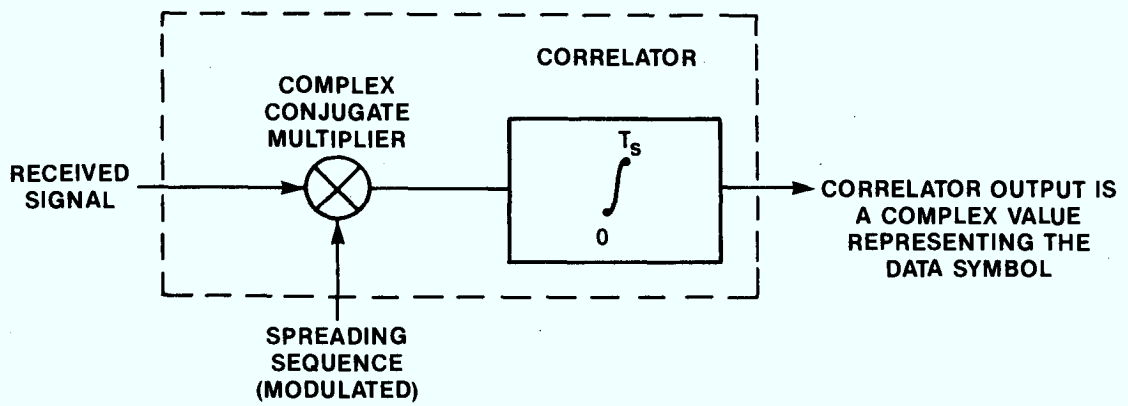 CORRELATOR
COMPLEX
CONJUGATE
MULTIPLIER
RECEIVED
SIGNAL
Ts
0
CORRELATOR OUTPUT IS
A COMPLEX VALUE
REPRESENTING THE
DATA SYMBOL
SPREADING
SEQUENCE
(MODULATED)